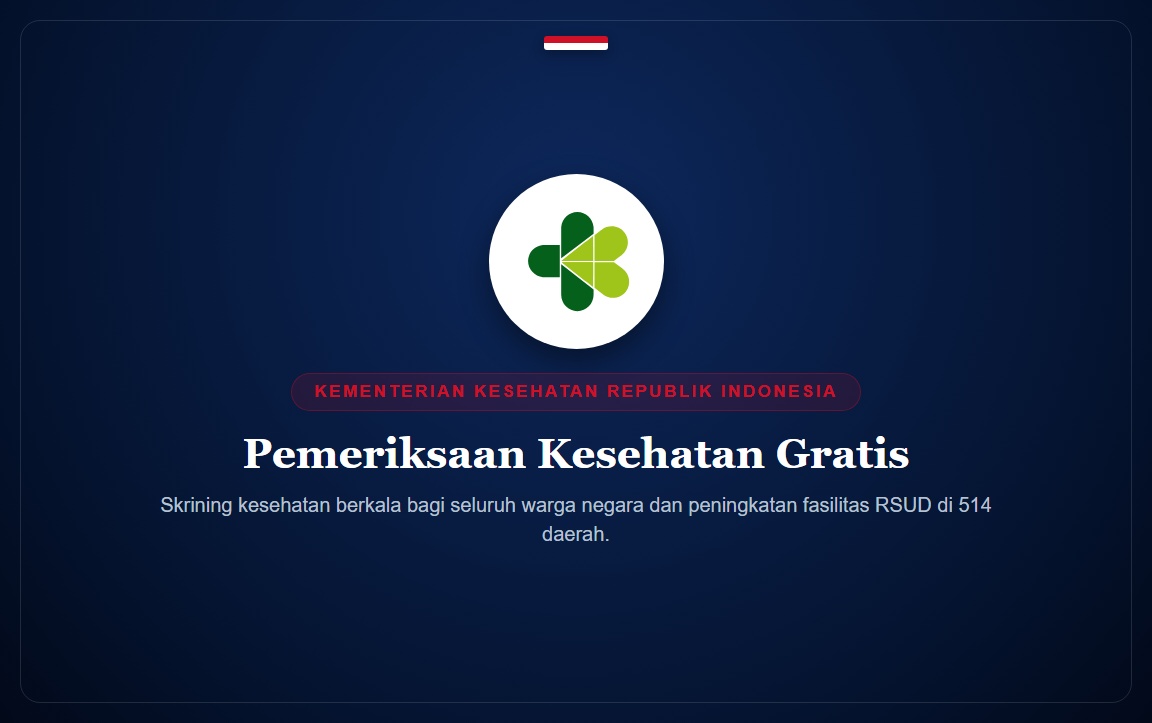 KEMENTERIAN KESEHATAN REPUBLIK INDONESIA
Pemeriksaan Kesehatan Gratis
Skrining kesehatan berkala bagi seluruh warga negara dan peningkatan fasilitas RSUD di 514
daerah.